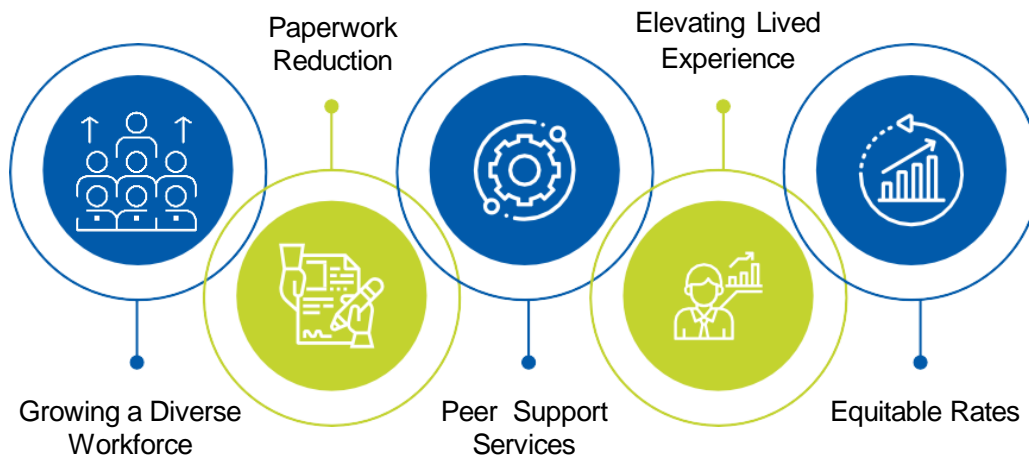 Paperwork
Reduction
Elevating Lived
Experience
Growing a Diverse
Workforce
Peer Support
Services
Equitable Rates